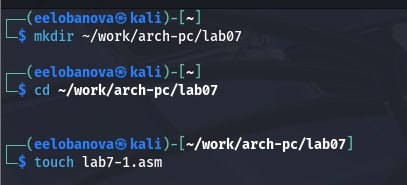 ┌──(eelobanova㉿kali)-[~]
└─$ mkdir ~/work/arch-pc/lab07
┌──(eelobanova㉿kali)-[~]
└─$ cd ~/work/arch-pc/lab07
┌──(eelobanova㉿kali)-[~/work/arch-pc/lab07]
└─$ touch lab7-1.asm